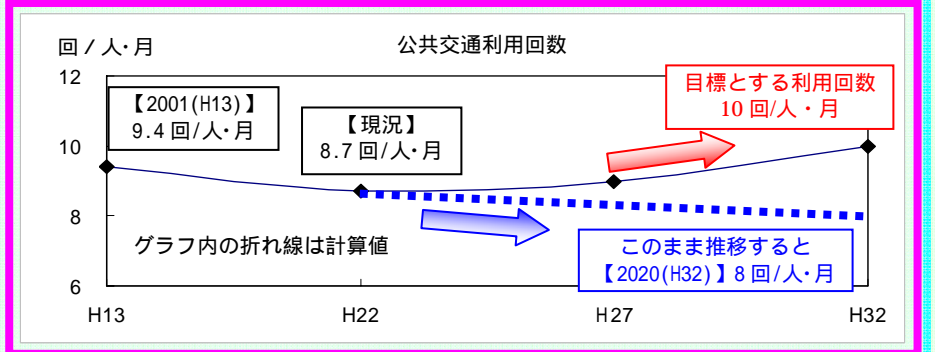 公共交通利用回数
回/人・月
12
10
8
6
【2001(H13)】
9.4回/人・月
【現況】
8.7回/人・月
目標とする利用回数
10回/人・月
グラフ内の折れ線は計算値
このまま推移すると
【2020(H32)】8回/人・月
H13
H22
H27
H32